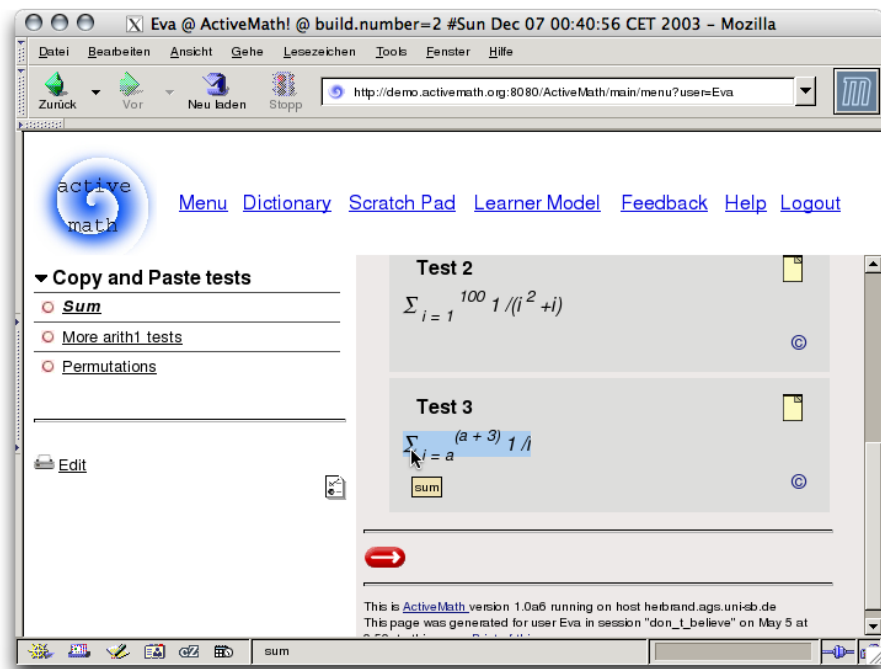 Eva @ ActiveMath! @ build.number=2 #Sun Dec 07 00:40:56 CET 2003 – Mozilla
Datei Bearbeiten Ansicht Gehe Lesezeichen Tools Fenster Hilfe
Zurück Vor Neu laden Stopp http://demo.activemath.org:8080/ActiveMath/main/menu?user=Eva
active
math
Menu Dictionary Scratch Pad Learner Model Feedback Help Logout
Copy and Paste tests
Sum
More arith1 tests
Permutations
Edit
Test 2
Σ i = 1 100 1 /(i 2 +i)
©
Test 3
Σ i = a (a + 3) 1 /i
sum
©
This is ActiveMath version 1.0a6 running on host herbrand.ags.uni-sb.de
This page was generated for user Eva in session "don_t_believe" on May 5 at
sum